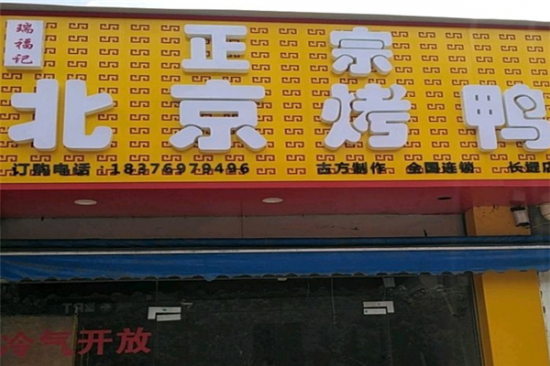 瑞福记
正宗
北京烤鸭
订购电话 18376979496 古方制作 全国连锁
冷气开放